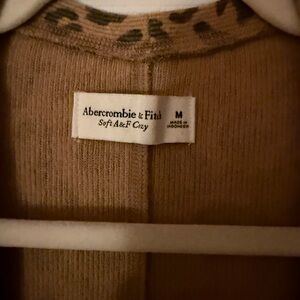 Abercrombie & Fitch
Soft A&F Cozy
M
MADE IN
INDONESIA